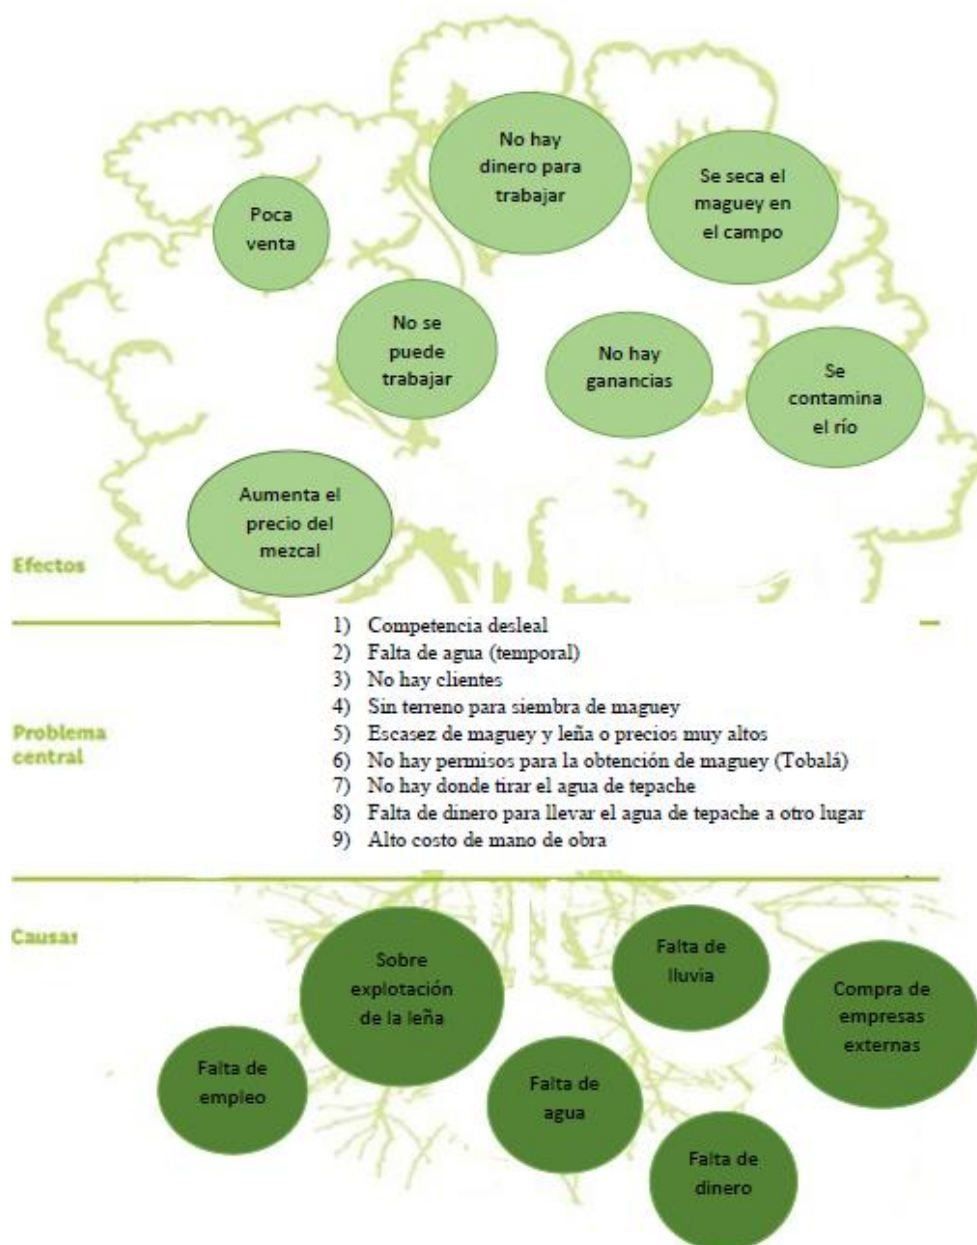 No hay
dinero para
trabajar
Se seca el
maguey en
el campo
Poca
venta
No se
puede
trabajar
No hay
ganancias
Se
contamina
el río
Aumenta el
precio del
mezcal
Efectos
1) Competencia desleal
2) Falta de agua (temporal)
3) No hay clientes
4) Sin terreno para siembra de maguey
5) Escasez de maguey y leña o precios muy altos
6) No hay permisos para la obtención de maguey (Tobalá)
7) No hay donde tirar el agua de tepache
8) Falta de dinero para llevar el agua de tepache a otro lugar
9) Alto costo de mano de obra
Problema
central
Causas
Sobre
explotación
de la leña
Falta de
lluvia
Compra de
empresas
externas
Falta de
empleo
Falta de
agua
Falta de
dinero